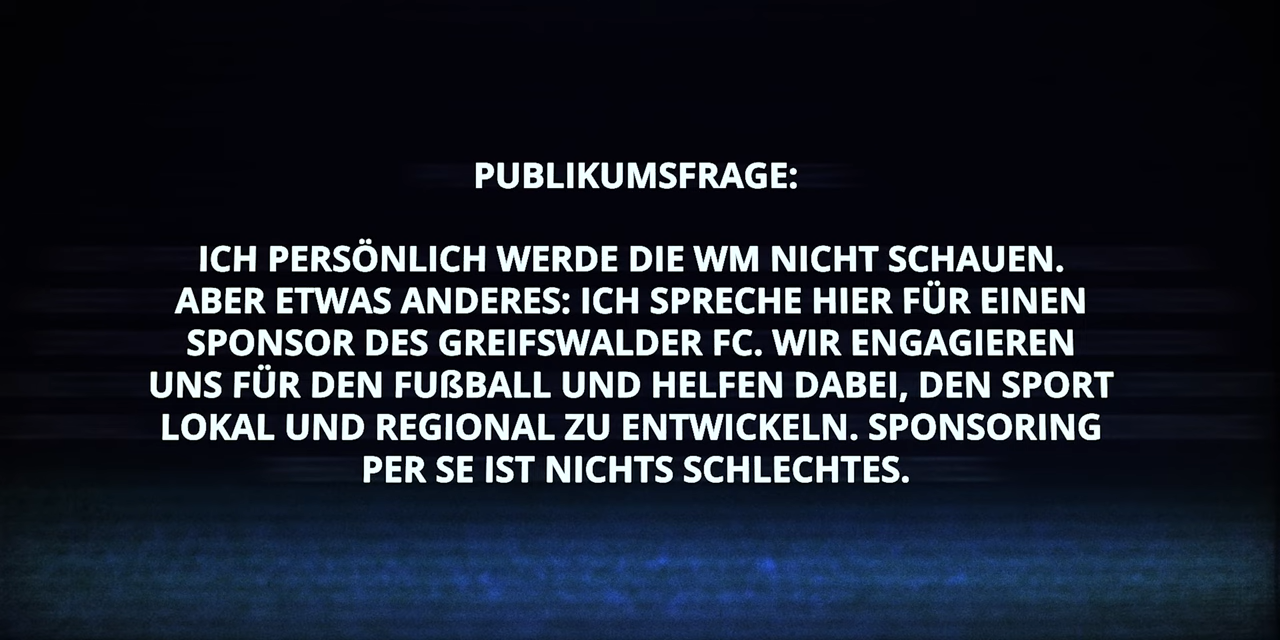 PUBLIKUMSFRAGE:
ICH PERSÖNLICH WERDE DIE WM NICHT SCHAUEN.
ABER ETWAS ANDERES: ICH SPRECHE HIER FÜR EINEN
SPONSOR DES GREIFSWALDER FC. WIR ENGAGIEREN
UNS FÜR DEN FUßBALL UND HELFEN DABEI, DEN SPORT
LOKAL UND REGIONAL ZU ENTWICKELN. SPONSORING
PER SE IST NICHTS SCHLECHTES.